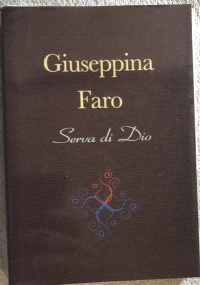 Giuseppina
Faro
Serva di Dio